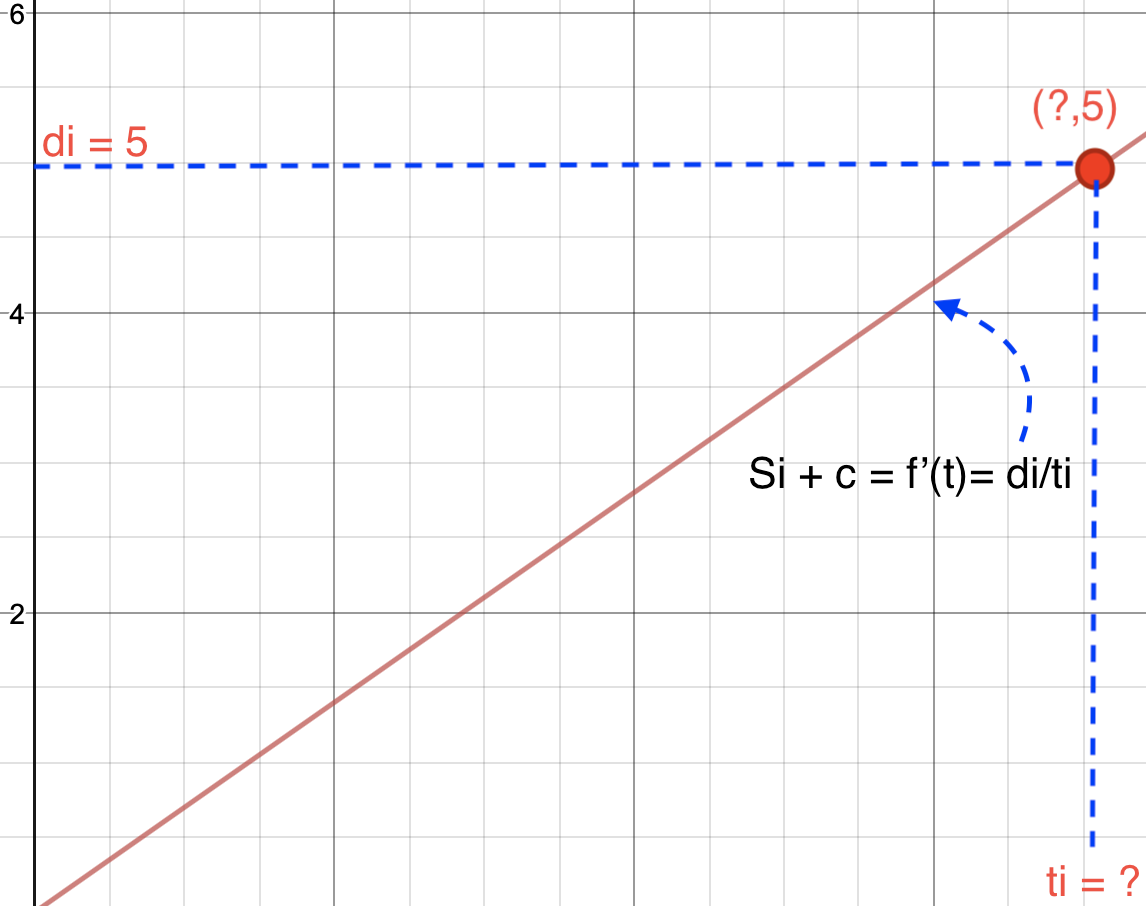 6
(?,5)
di = 5
4
Si + c = f’(t)= di/ti
2
ti = ?